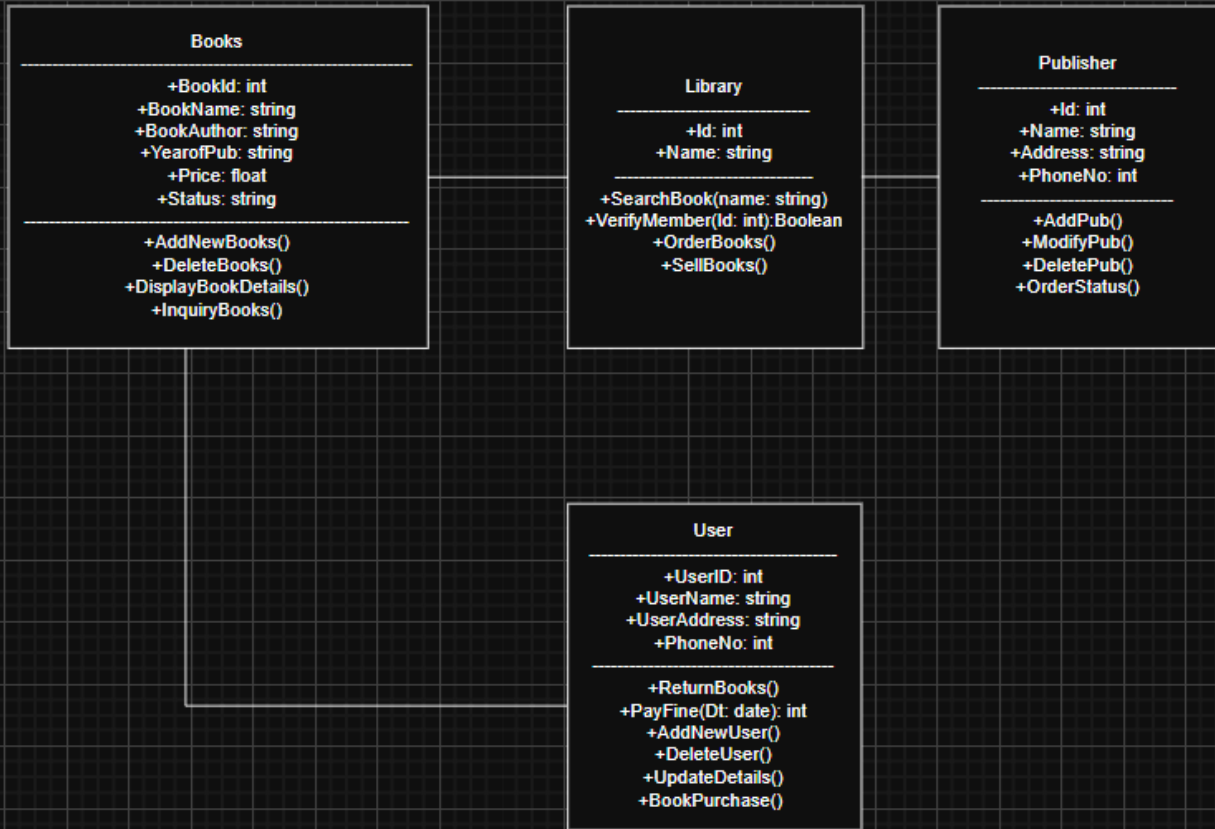 Books
+BookId: int
+BookName: string
+BookAuthor: string
+YearofPub: string
+Price: float
+Status: string
+AddNewBooks()
+DeleteBooks()
+DisplayBookDetails()
+InquiryBooks()
Library
+Id: int
+Name: string
+SearchBook(name: string)
+VerifyMember(Id: int):Boolean
+OrderBooks()
+SellBooks()
Publisher
+Id: int
+Name: string
+Address: string
+PhoneNo: int
+AddPub()
+ModifyPub()
+DeletePub()
+OrderStatus()
User
+UserID: int
+UserName: string
+UserAddress: string
+PhoneNo: int
+ReturnBooks()
+PayFine(Dt: date): int
+AddNewUser()
+DeleteUser()
+UpdateDetails()
+BookPurchase()